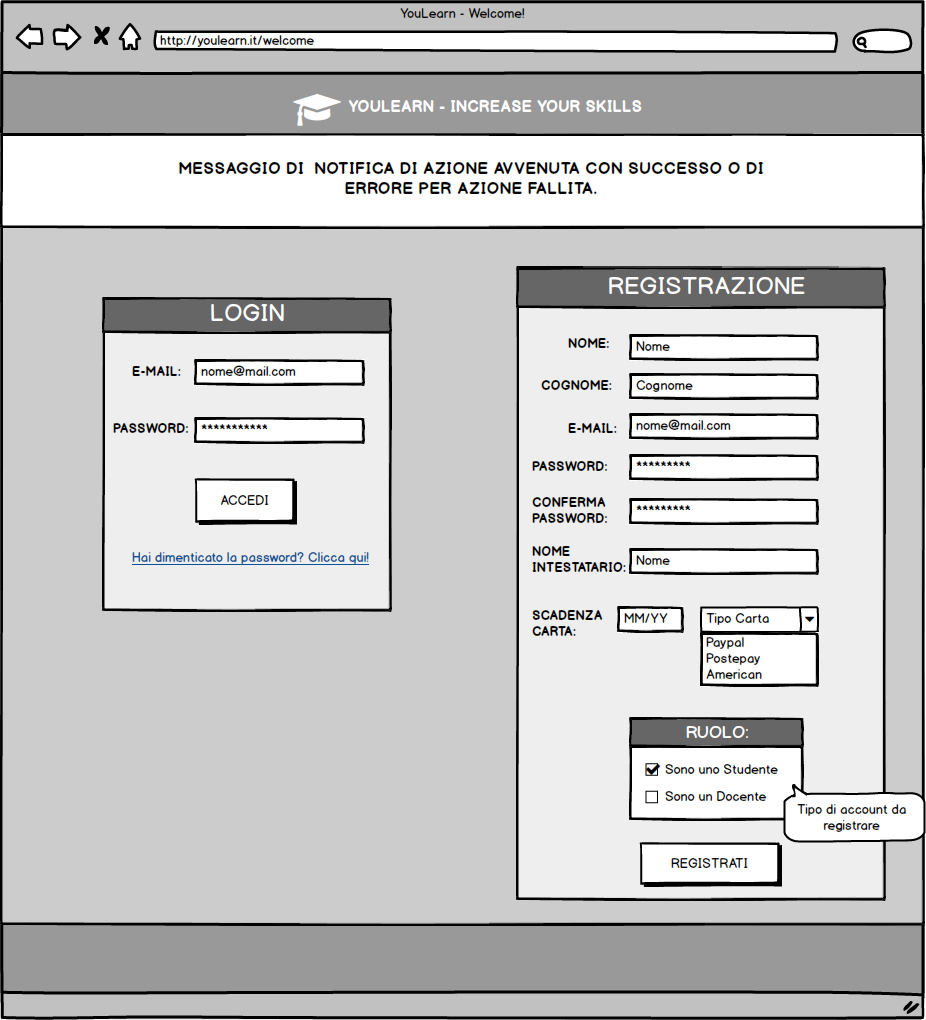 YouLearn - Welcome!
http://youlearn.it/welcome
YOULEARN - INCREASE YOUR SKILLS
MESSAGGIO DI NOTIFICA DI AZIONE AVVENUTA CON SUCCESSO O DI
ERRORE PER AZIONE FALLITA.
LOGIN
E-MAIL: nome@mail.com
PASSWORD: ***********
ACCEDI
Hai dimenticato la password? Clicca qui!
REGISTRAZIONE
NOME: Nome
COGNOME: Cognome
E-MAIL: nome@mail.com
PASSWORD: *********
CONFERMA
PASSWORD: *********
NOME
INTESTATARIO: Nome
SCADENZA
CARTA: MM/YY Tipo Carta
Paypal
Postepay
American
RUOLO:
Sono uno Studente
Sono un Docente
Tipo di account da
registrare
REGISTRATI